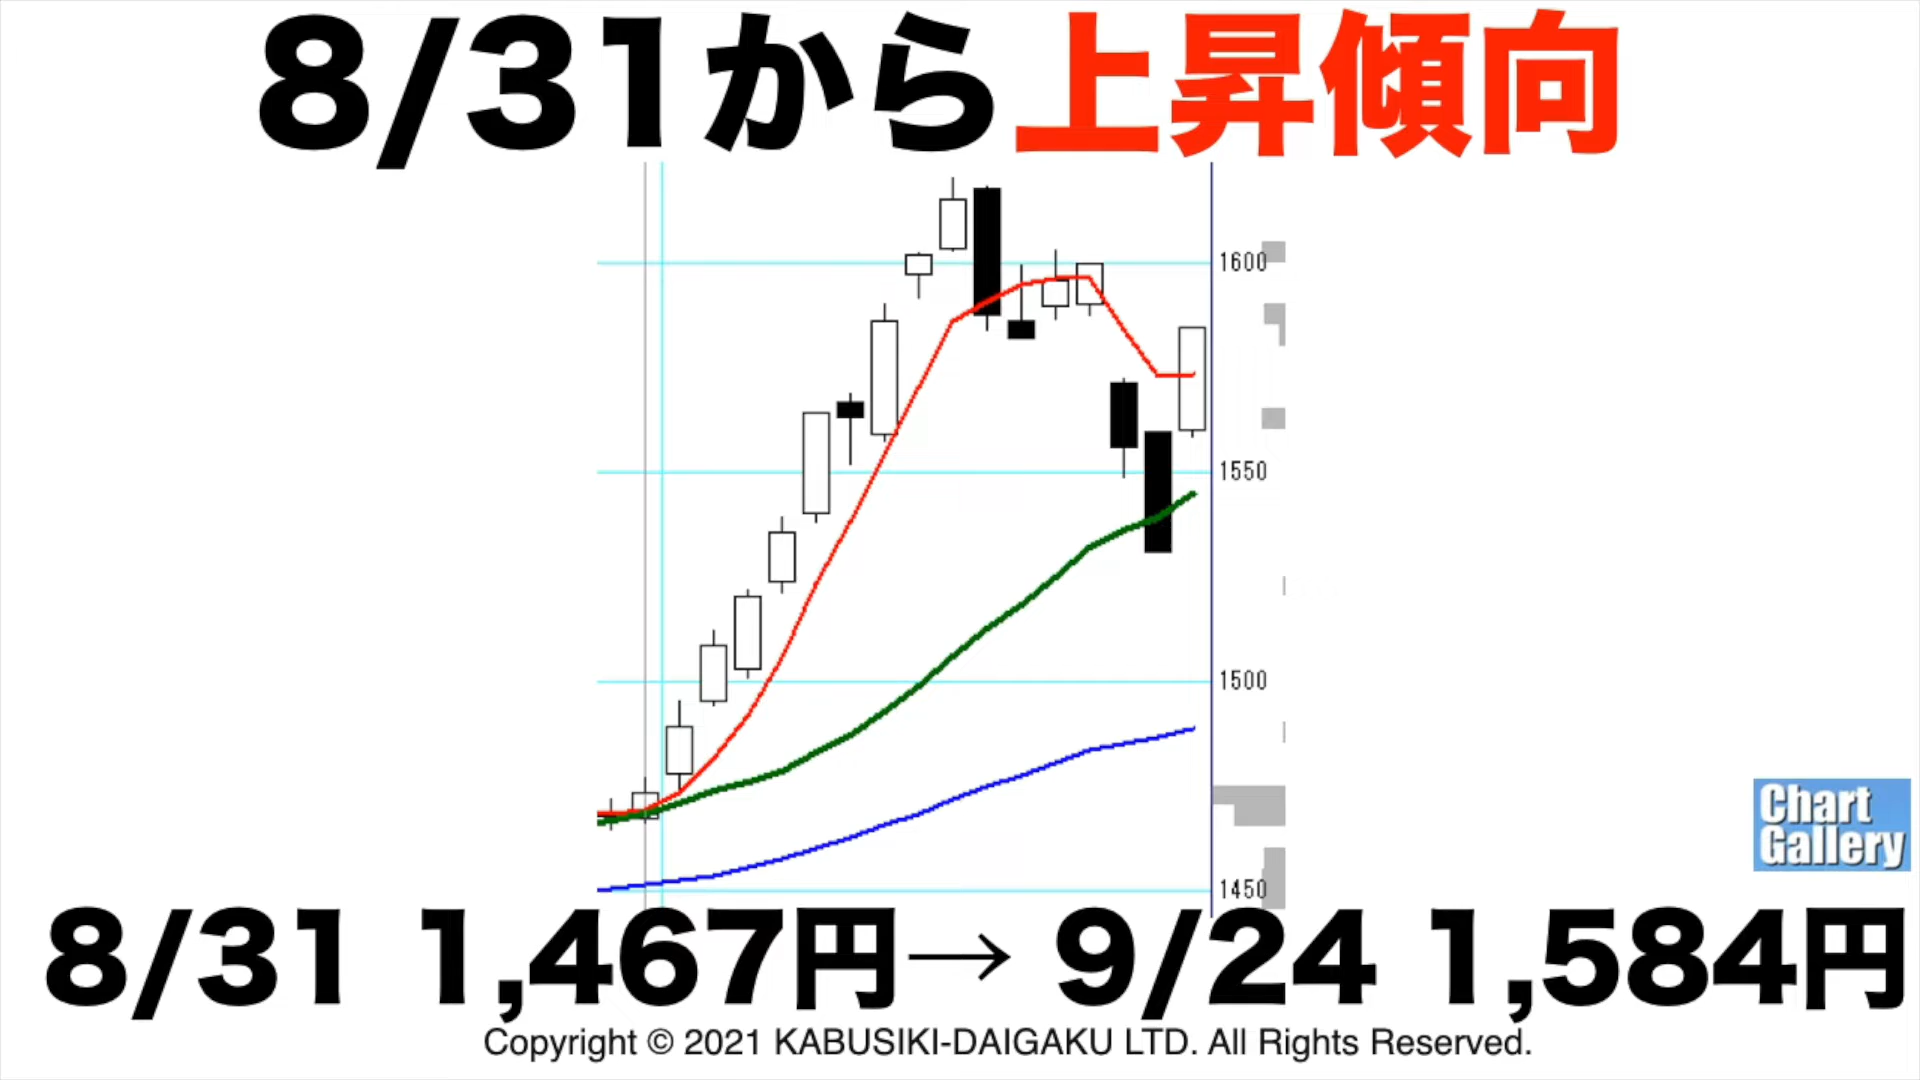 8/31から上昇傾向
1600
1550
1500
1450
Chart
Gallery
8/31 1,467円→ 9/24 1,584円
Copyright © 2021 KABUSIKI-DAIGAKU LTD. All Rights Reserved.